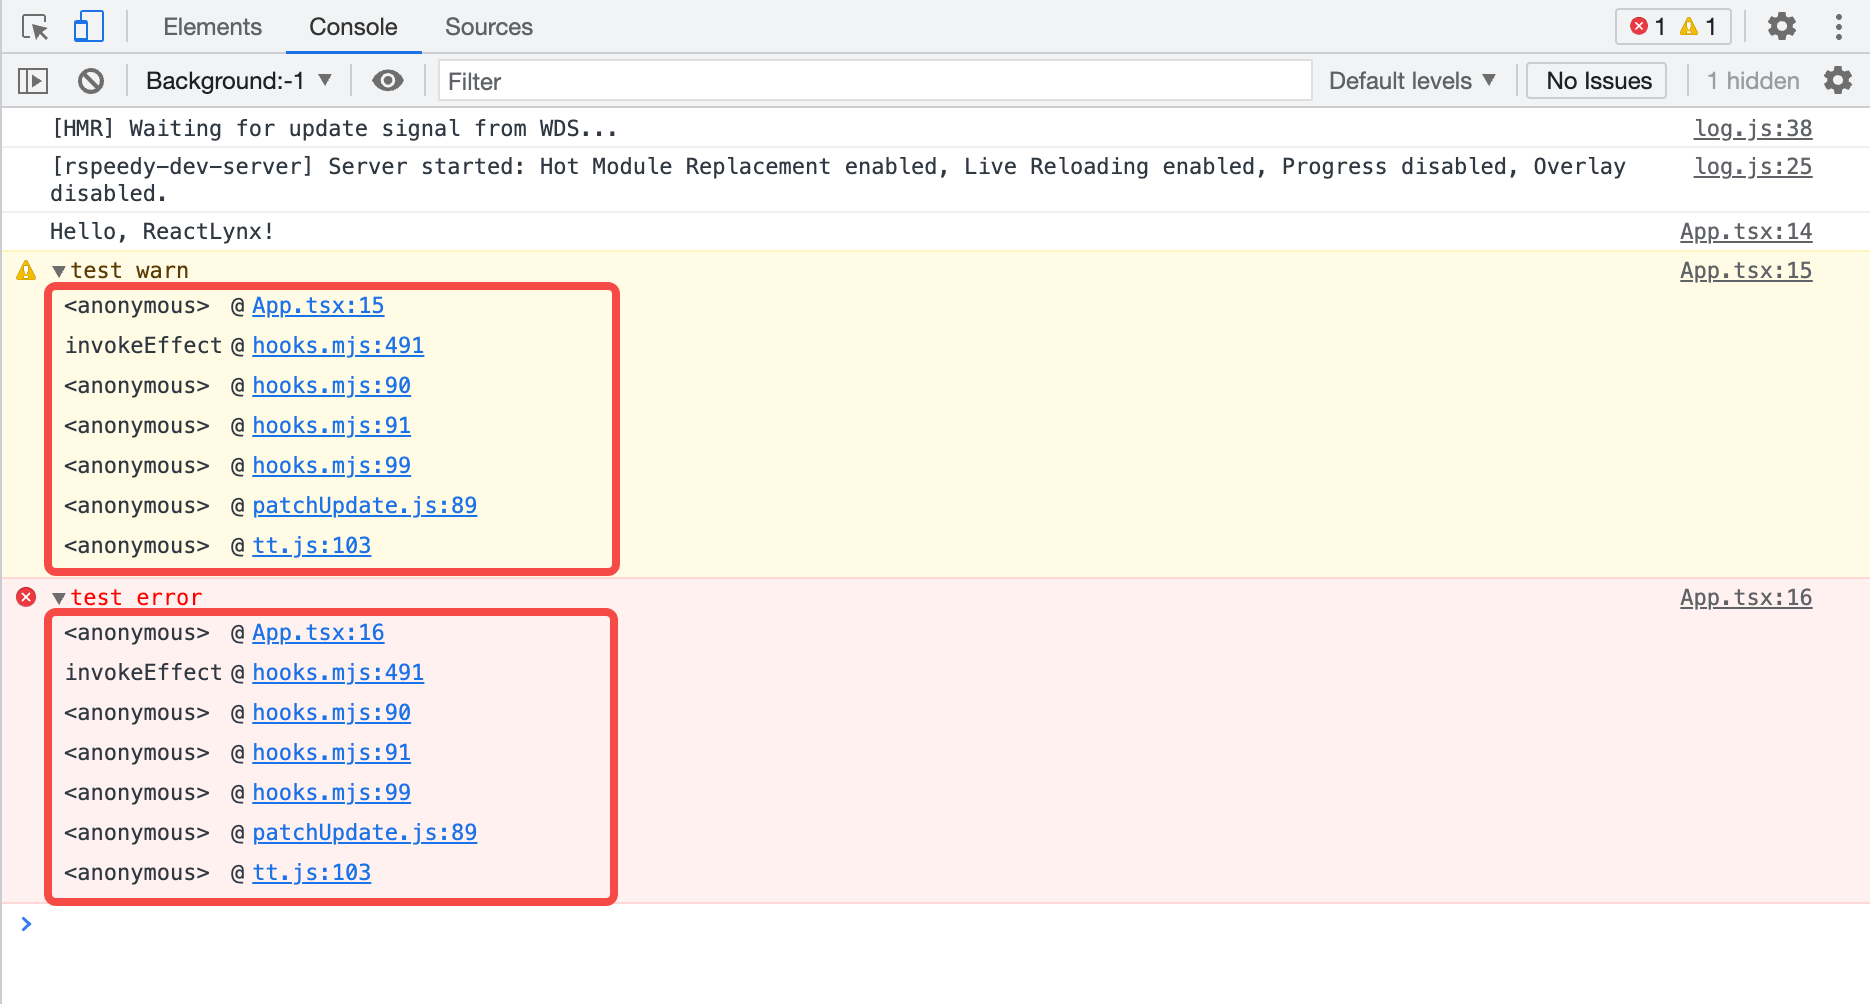 Elements Console Sources 1 1
Background:-1 Filter Default levels No Issues 1 hidden
[HMR] Waiting for update signal from WDS... log.js:38
[rspeedy-dev-server] Server started: Hot Module Replacement enabled, Live Reloading enabled, Progress disabled, Overlay log.js:25
disabled.
Hello, ReactLynx! App.tsx:14
test warn App.tsx:15
<anonymous> @ App.tsx:15
invokeEffect @ hooks.mjs:491
<anonymous> @ hooks.mjs:90
<anonymous> @ hooks.mjs:91
<anonymous> @ hooks.mjs:99
<anonymous> @ patchUpdate.js:89
<anonymous> @ tt.js:103
test error App.tsx:16
<anonymous> @ App.tsx:16
invokeEffect @ hooks.mjs:491
<anonymous> @ hooks.mjs:90
<anonymous> @ hooks.mjs:91
<anonymous> @ hooks.mjs:99
<anonymous> @ patchUpdate.js:89
<anonymous> @ tt.js:103